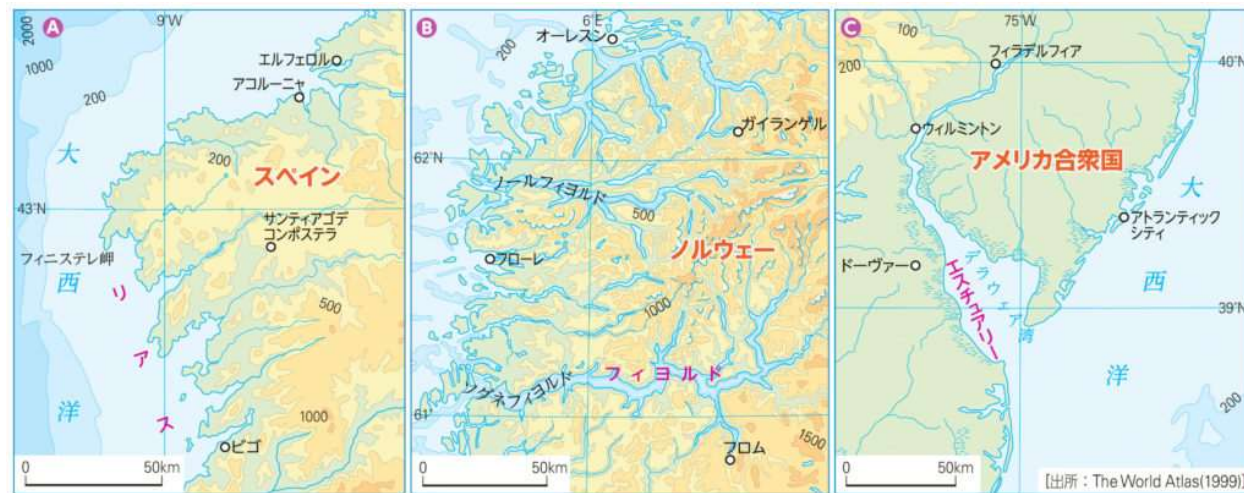 A
9°W
2000
1000
200
エルフェロル
アコルーニャ
200
スペイン
43°N
サンティアゴデ
コンポステラ
フィニステレ岬
大
西
洋
リ
ア
ス
500
1000
ビゴ
0
50km
B
6°E
200
オーレスン
ガイランゲル
62°N
ノールフィヨルド
500
ノルウェー
フローレ
1000
フィヨルド
ソグネフィヨルド
61°
フロム
1500
0
50km
C
75°W
100
200
フィラデルフィア
40°N
ウィルミントン
アメリカ合衆国
大
西
洋
アトランティック
シティ
ドーヴァー
デラウェア湾
エスチュアリー
39°N
200
0
50km
[出所:The World Atlas(1999)]